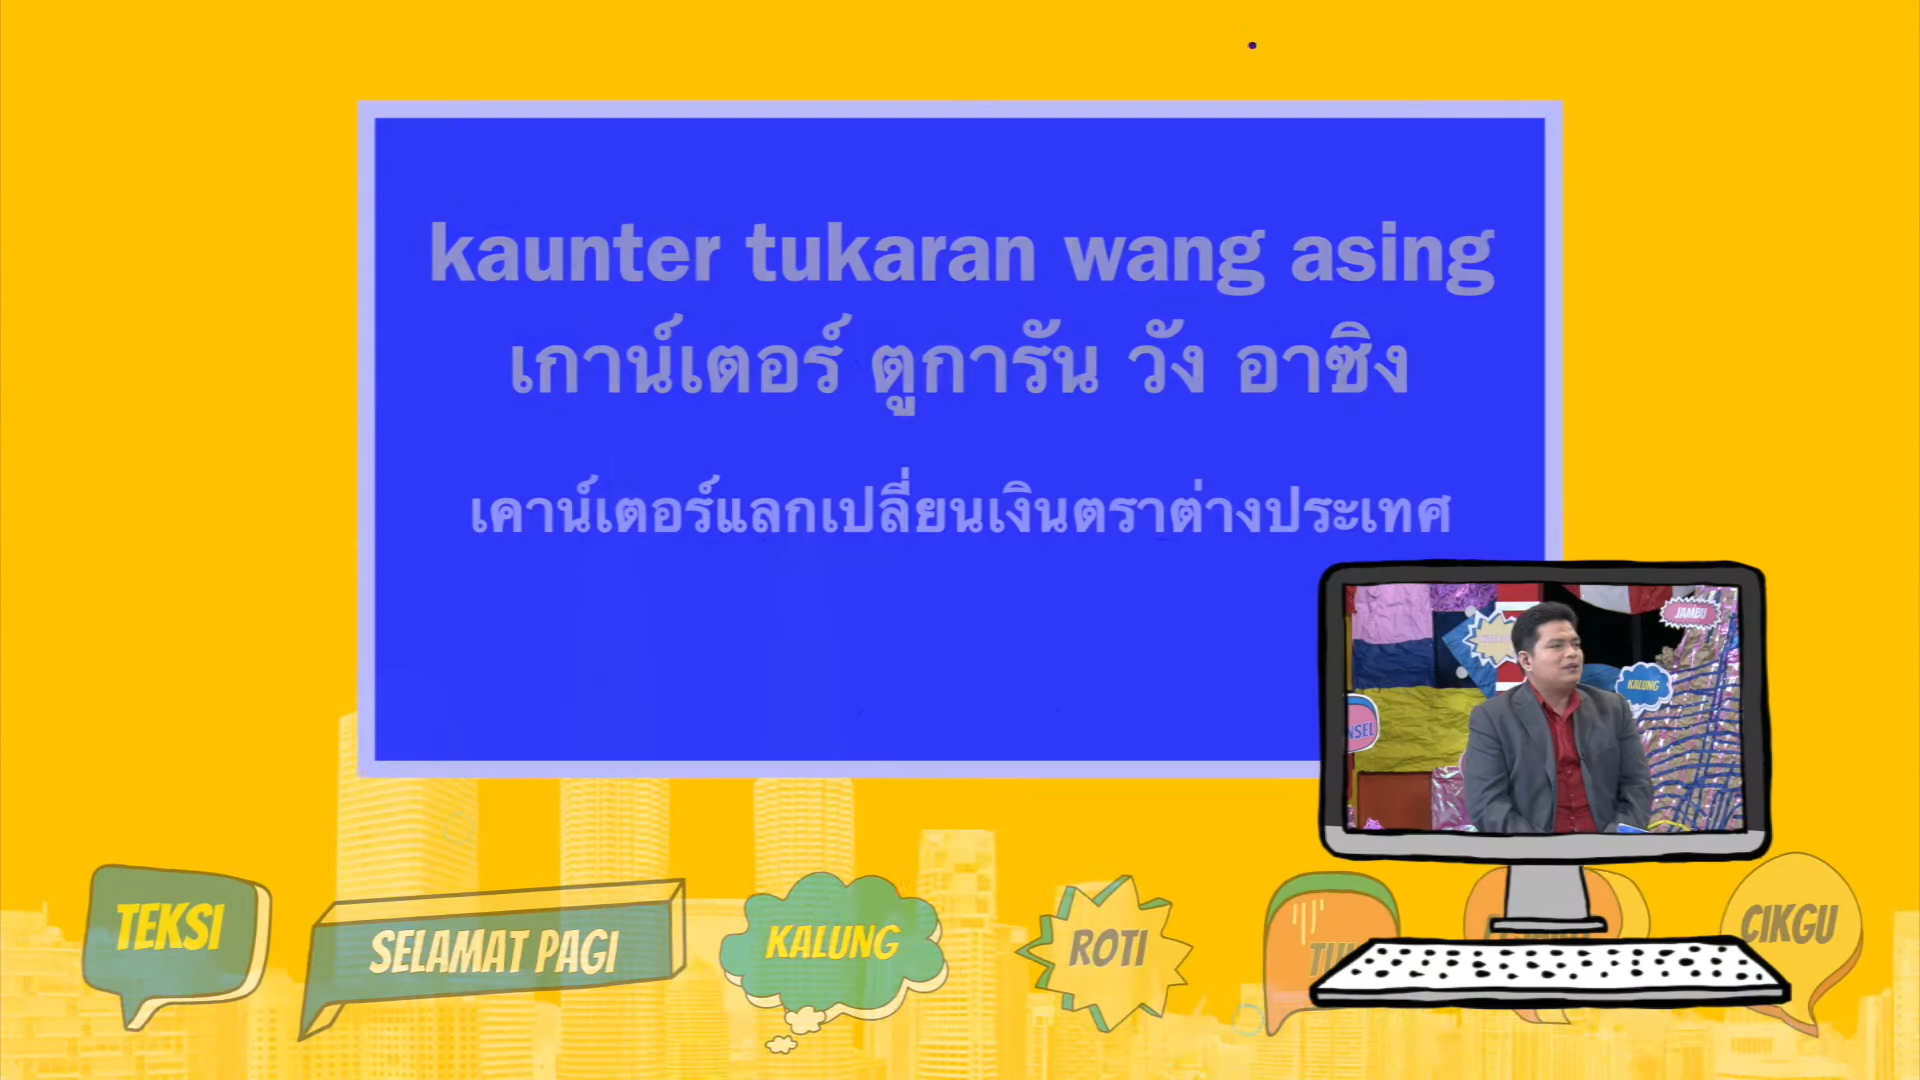 kaunter tukaran wang asing
เกาน์เตอร์ ตูการัน วัง อาซิง
เคาน์เตอร์แลกเปลี่ยนเงินตราต่างประเทศ
JAMBU
KALUNG
NSEL
TEKSI
SELAMAT PAGI
KALUNG
ROTI
CIKGU